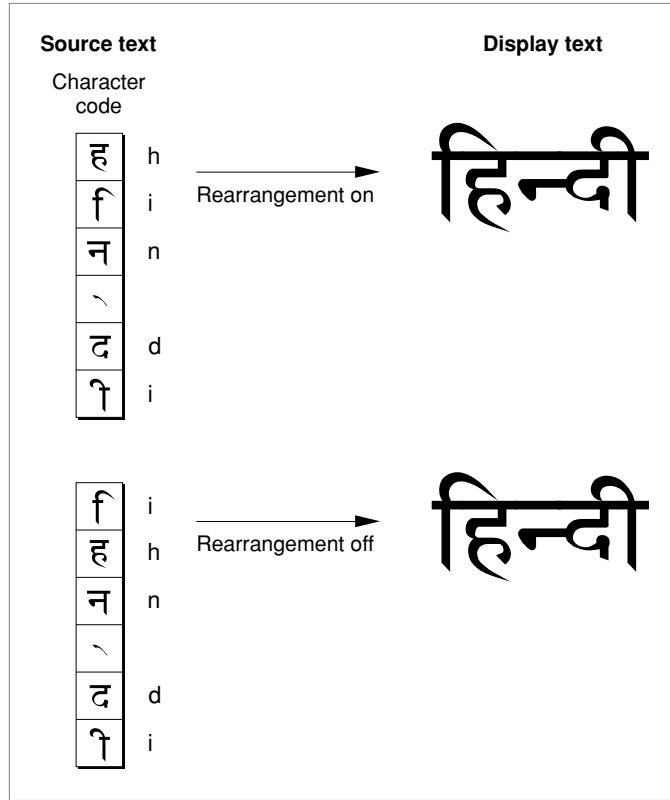 Source text Display text
Character
code
ह h
ि i
न n
्
द d
ी i
Rearrangement on
हिन्दी
ि i
ह h
न n
्
द d
ी i
Rearrangement off
हिन्दी